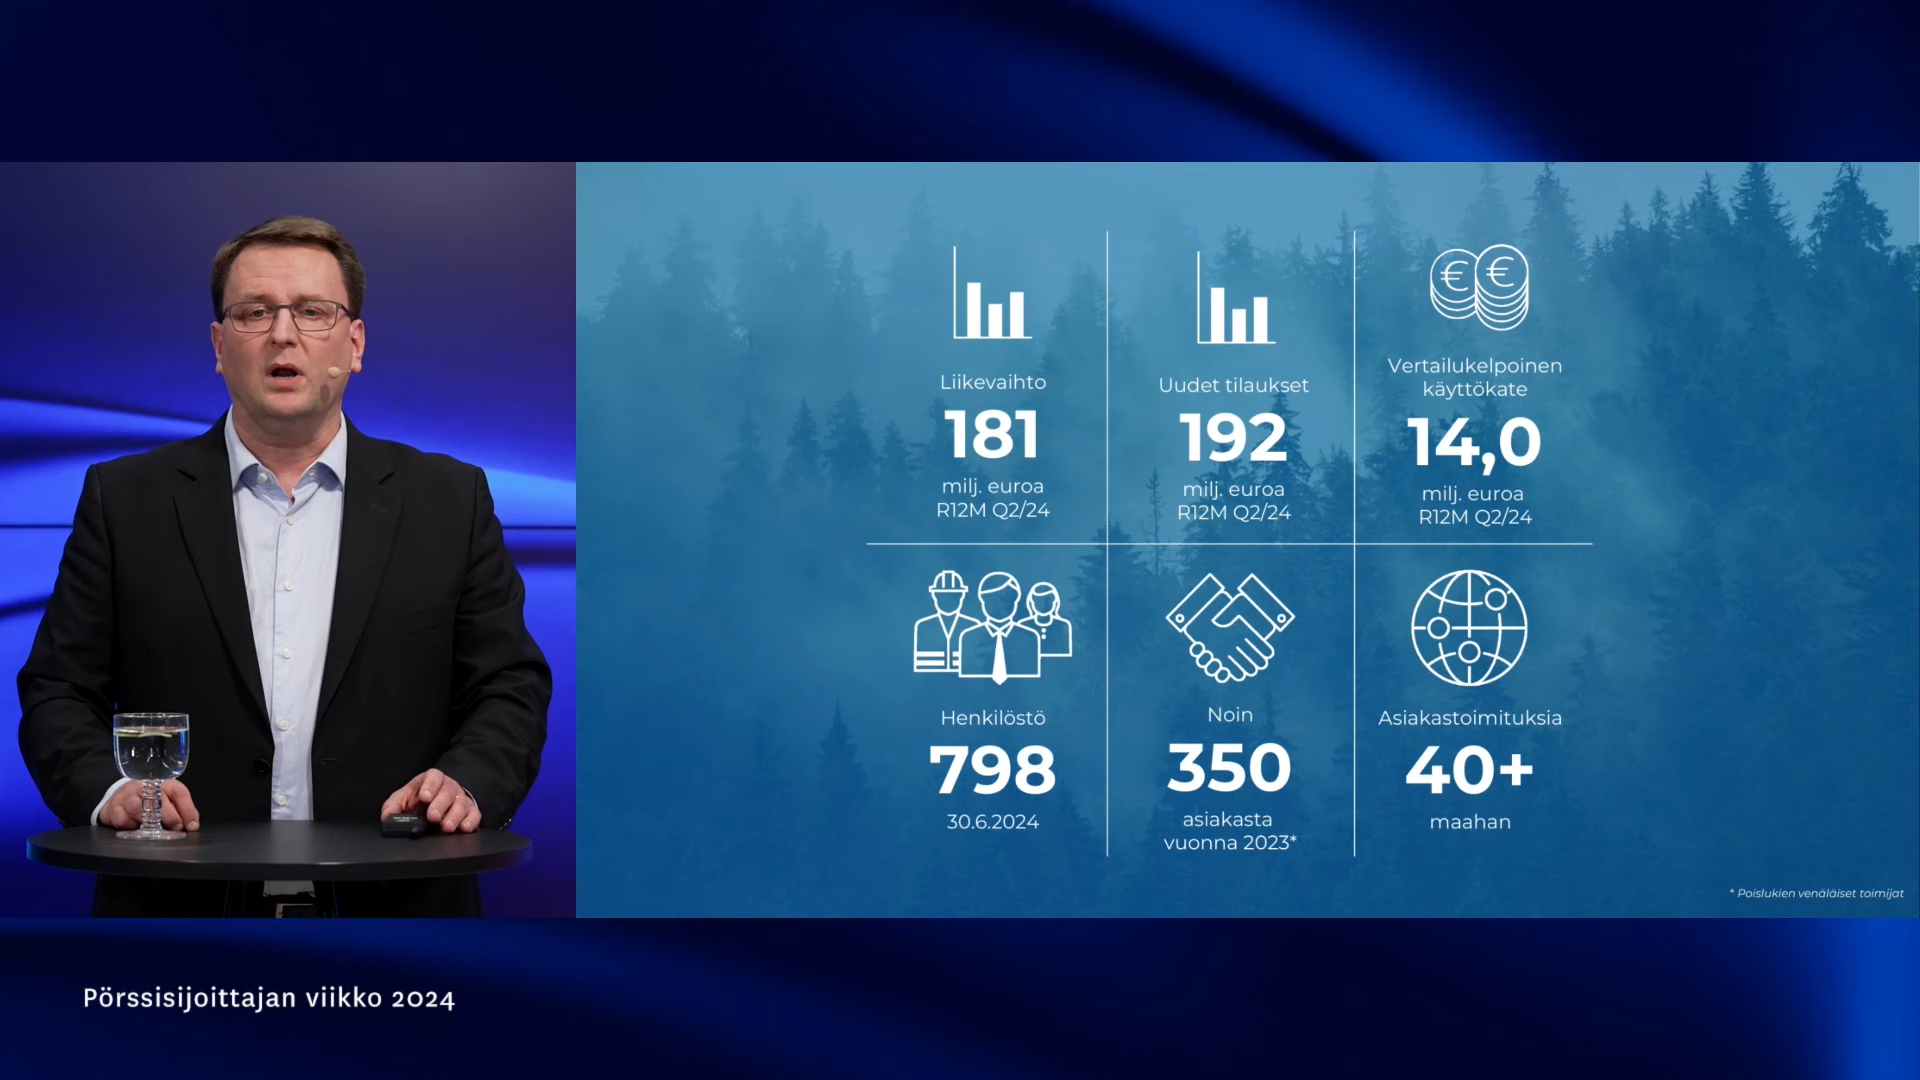 Liikevaihto
181
milj. euroa
R12M Q2/24
Uudet tilaukset
192
milj. euroa
R12M Q2/24
€ €
Vertailukelpoinen
käyttökate
14,0
milj. euroa
R12M Q2/24
Henkilöstö
798
30.6.2024
Noin
350
asiakasta
vuonna 2023*
Asiakastoimituksia
40+
maahan
* Poislukien venäläiset toimijat
Pörssisijoittajan viikko 2024